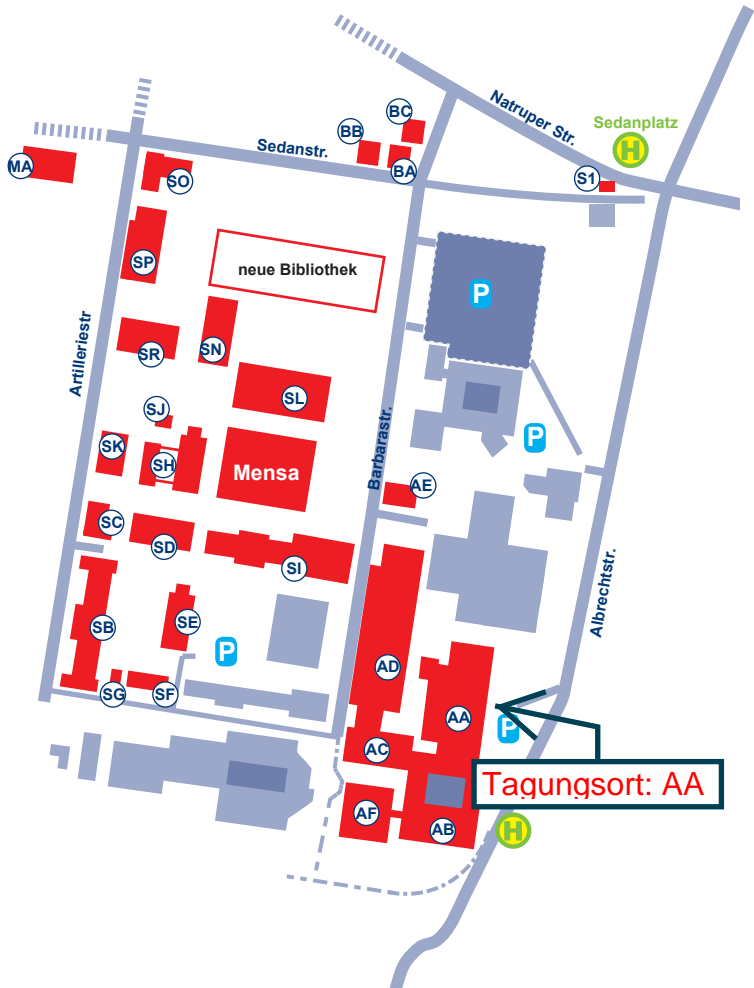 Natruper Str.
BC
Sedanplatz
BB
H
Sedanstr.
MA
BA
SO
S1
SP
neue Bibliothek
P
Artilleriestr
SR
SN
SL
SJ
Barbarastr.
SK
P
SH
Mensa
AE
SC
SD
SI
Albrechtstr.
SB
SE
P
AD
SG
SF
AA
P
AC
Tagungsort: AA
AF
AB
H